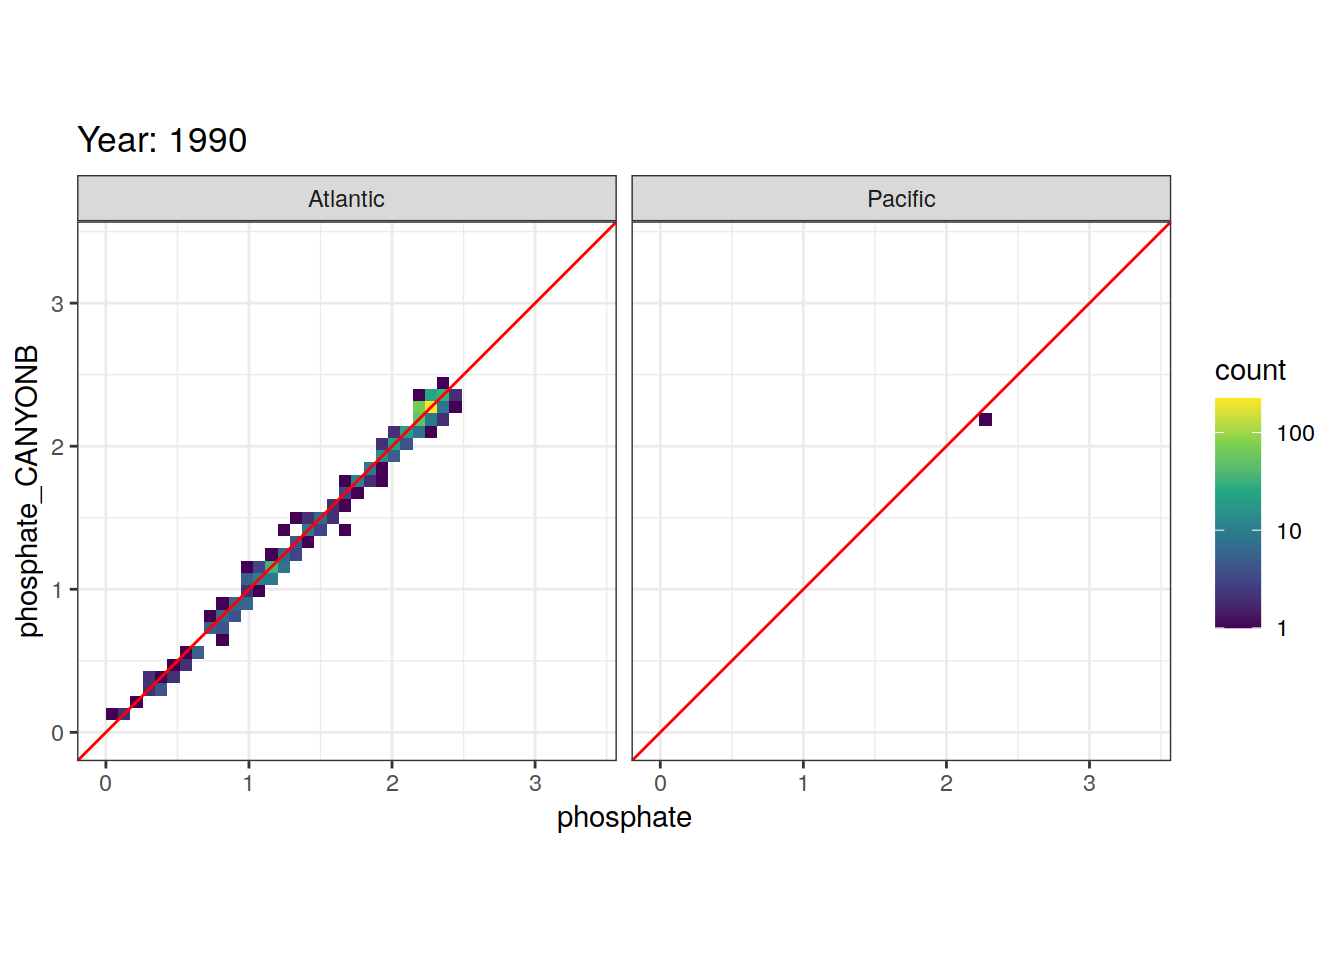 Year: 1990
Atlantic
Pacific
phosphate_CANYONB
3
2
1
0
0 1 2 3
0 1 2 3
phosphate
count
100
10
1